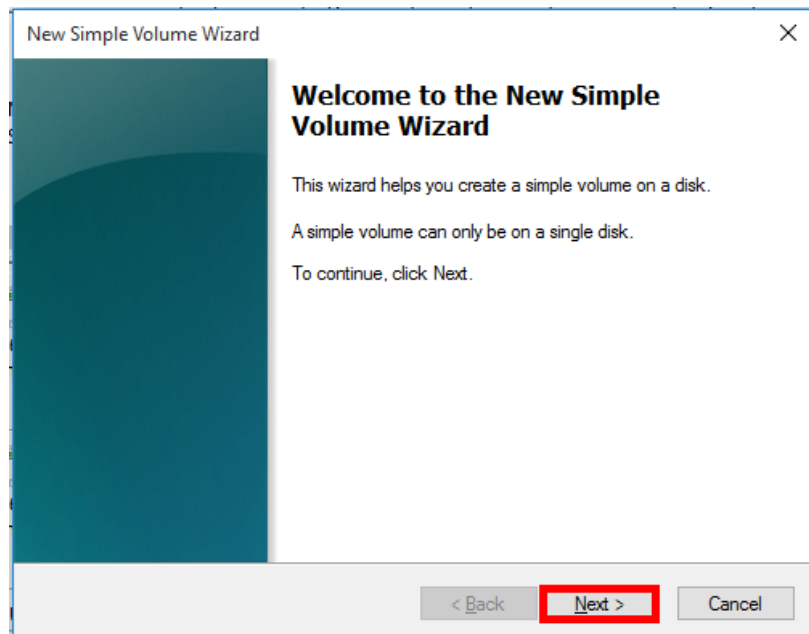 New Simple Volume Wizard
Welcome to the New Simple
Volume Wizard
This wizard helps you create a simple volume on a disk.
A simple volume can only be on a single disk.
To continue, click Next.
< Back
Next >
Cancel